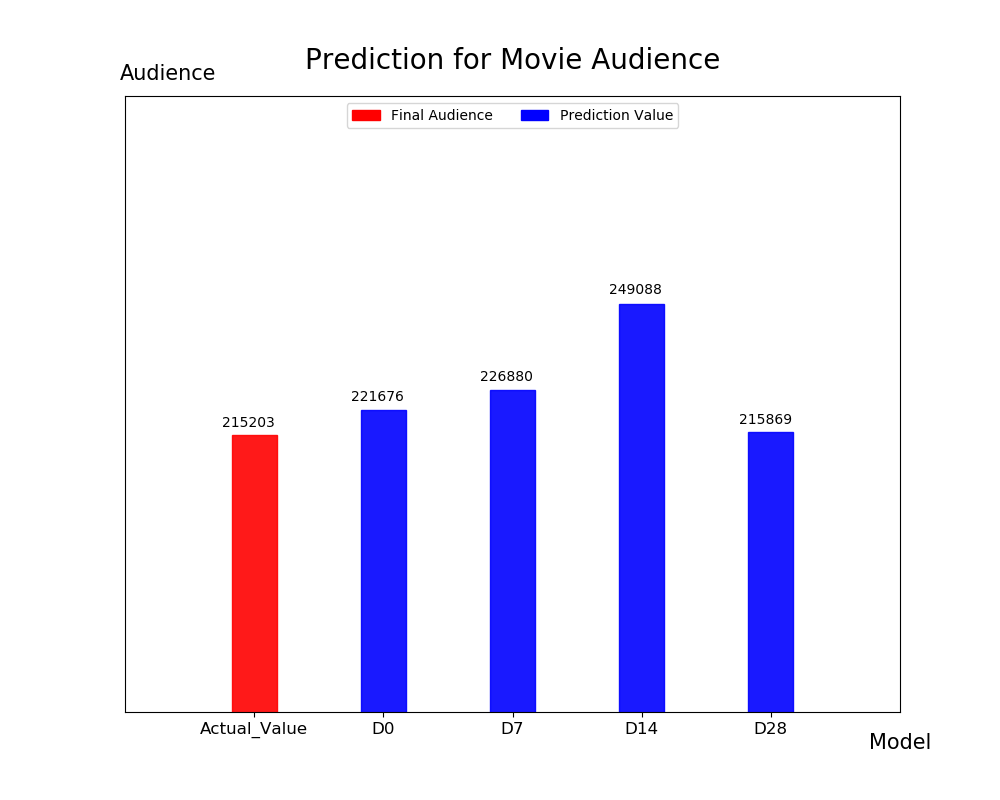 Prediction for Movie Audience
Audience
Final Audience
Prediction Value
249088
226880
221676
215203
215869
Actual_Value
D0
D7
D14
D28
Model